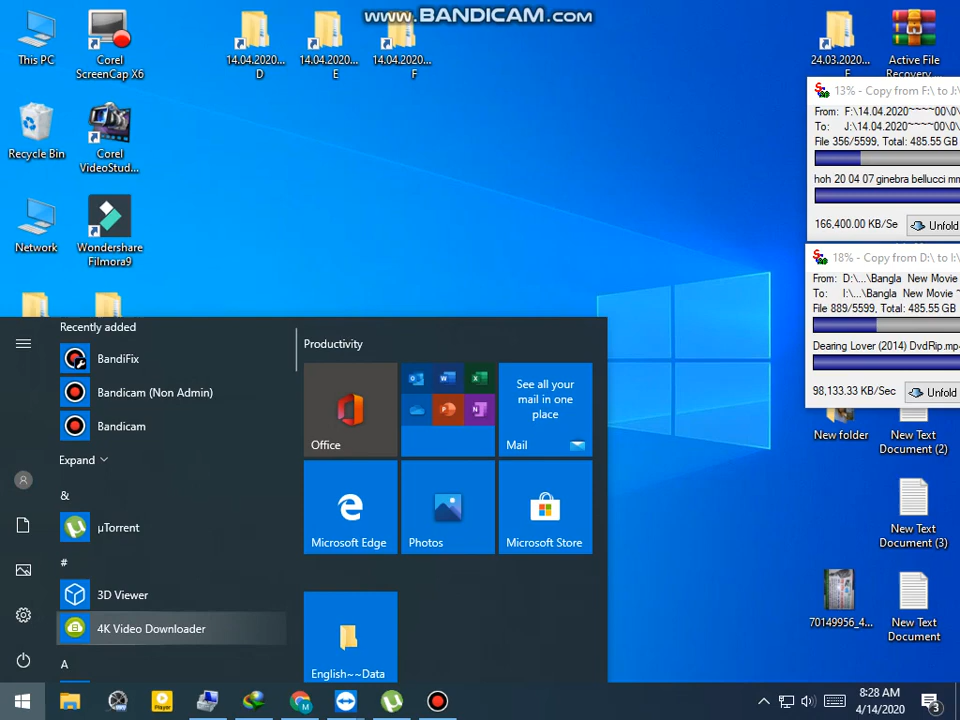 www.BANDICAM.com
This PC
Corel
ScreenCap X6
14.04.2020...
D
14.04.2020...
E
14.04.2020...
F
24.03.2020...
F
Active File
Recovery ...
Recycle Bin
Corel
VideoStud...
Network
Wondershare
Filmora9
13% - Copy from F:\ to J:\
From: F:\14.04.2020~~~~00\0\
To: J:\14.04.2020~~~~00\0\
File 356/5599, Total: 485.55 GB
hoh 20 04 07 ginebra bellucci mm
166,400.00 KB/Se
Unfold
18% - Copy from D:\ to I:\
From: D:\...\Bangla New Movie
To: I:\...\Bangla New Movie ~
File 889/5599, Total: 485.55 GB
Dearing Lover (2014) DvdRip.mp4
98,133.33 KB/Sec
Unfold
New folder
New Text
Document (2)
New Text
Document (3)
70149956_4...
New Text
Document
Recently added
BandiFix
Bandicam (Non Admin)
Bandicam
Expand
&
µTorrent
#
3D Viewer
4K Video Downloader
A
Productivity
Office
See all your
mail in one
place
Mail
Microsoft Edge
Photos
Microsoft Store
English~~Data
Player
8:28 AM
4/14/2020
3